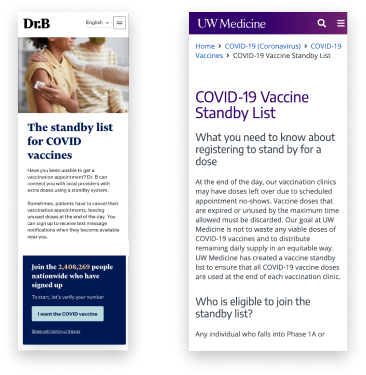 Dr.B
English
The standby list
for COVID
vaccines
Have you been unable to get a
vaccination appointment? Dr. B can
connect you with local providers with
extra doses using a standby system.
Sometimes, patients have to cancel their
vaccination appointments, leaving
unused doses at the end of the day. You
can sign up to receive text message
notifications when they become available
near you.
Join the 2,408,269 people
nationwide who have
signed up
To start, let's verify your number
I want the COVID vaccine
Share with family or friends
UW Medicine
Home > COVID-19 (Coronavirus) > COVID-19
Vaccines > COVID-19 Vaccine Standby List
COVID-19 Vaccine
Standby List
What you need to know about
registering to stand by for a
dose
At the end of the day, our vaccination clinics
may have doses left over due to scheduled
appointment no-shows. Vaccine doses that
are expired or unused by the maximum time
allowed must be discarded. Our goal at UW
Medicine is not to waste any viable doses of
COVID-19 vaccines and to distribute
remaining daily supply in an equitable way.
UW Medicine has created a vaccine standby
list to ensure that all COVID-19 vaccine doses
are used at the end of each vaccination clinic.
Who is eligible to join the
standby list?
Any individual who falls into Phase 1A or